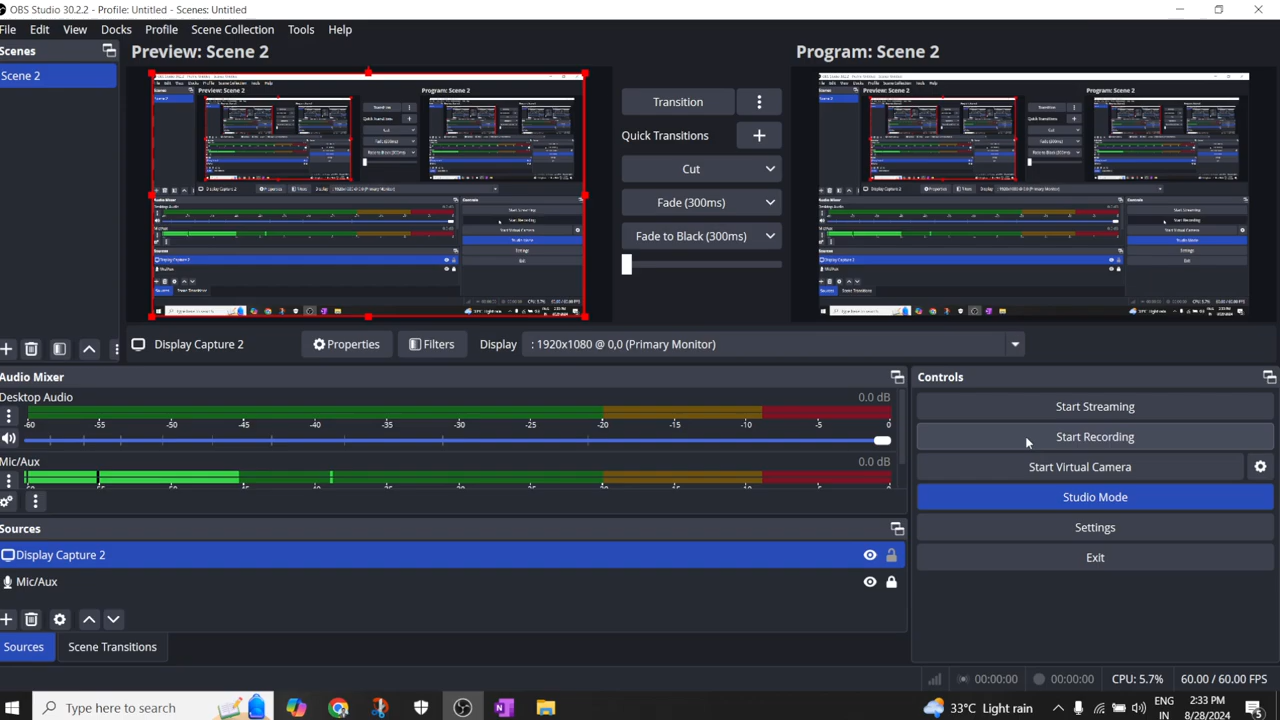 OBS Studio 30.2.2 - Profile: Untitled - Scenes: Untitled
File Edit View Docks Profile Scene Collection Tools Help
Scenes
Scene 2
Preview: Scene 2
Program: Scene 2
Transition
Quick Transitions
Cut
Fade (300ms)
Fade to Black (300ms)
Display Capture 2
Properties
Filters
Display
: 1920x1080 @ 0,0 (Primary Monitor)
Audio Mixer
Desktop Audio
0.0 dB
-60 -55 -50 -45 -40 -35 -30 -25 -20 -15 -10 -5 0
Mic/Aux
0.0 dB
Sources
Display Capture 2
Mic/Aux
Sources
Scene Transitions
Controls
Start Streaming
Start Recording
Start Virtual Camera
Studio Mode
Settings
Exit
00:00:00
00:00:00
CPU: 5.7%
60.00 / 60.00 FPS
Type here to search
33°C Light rain
ENG
IN
2:33 PM
8/28/2024
5